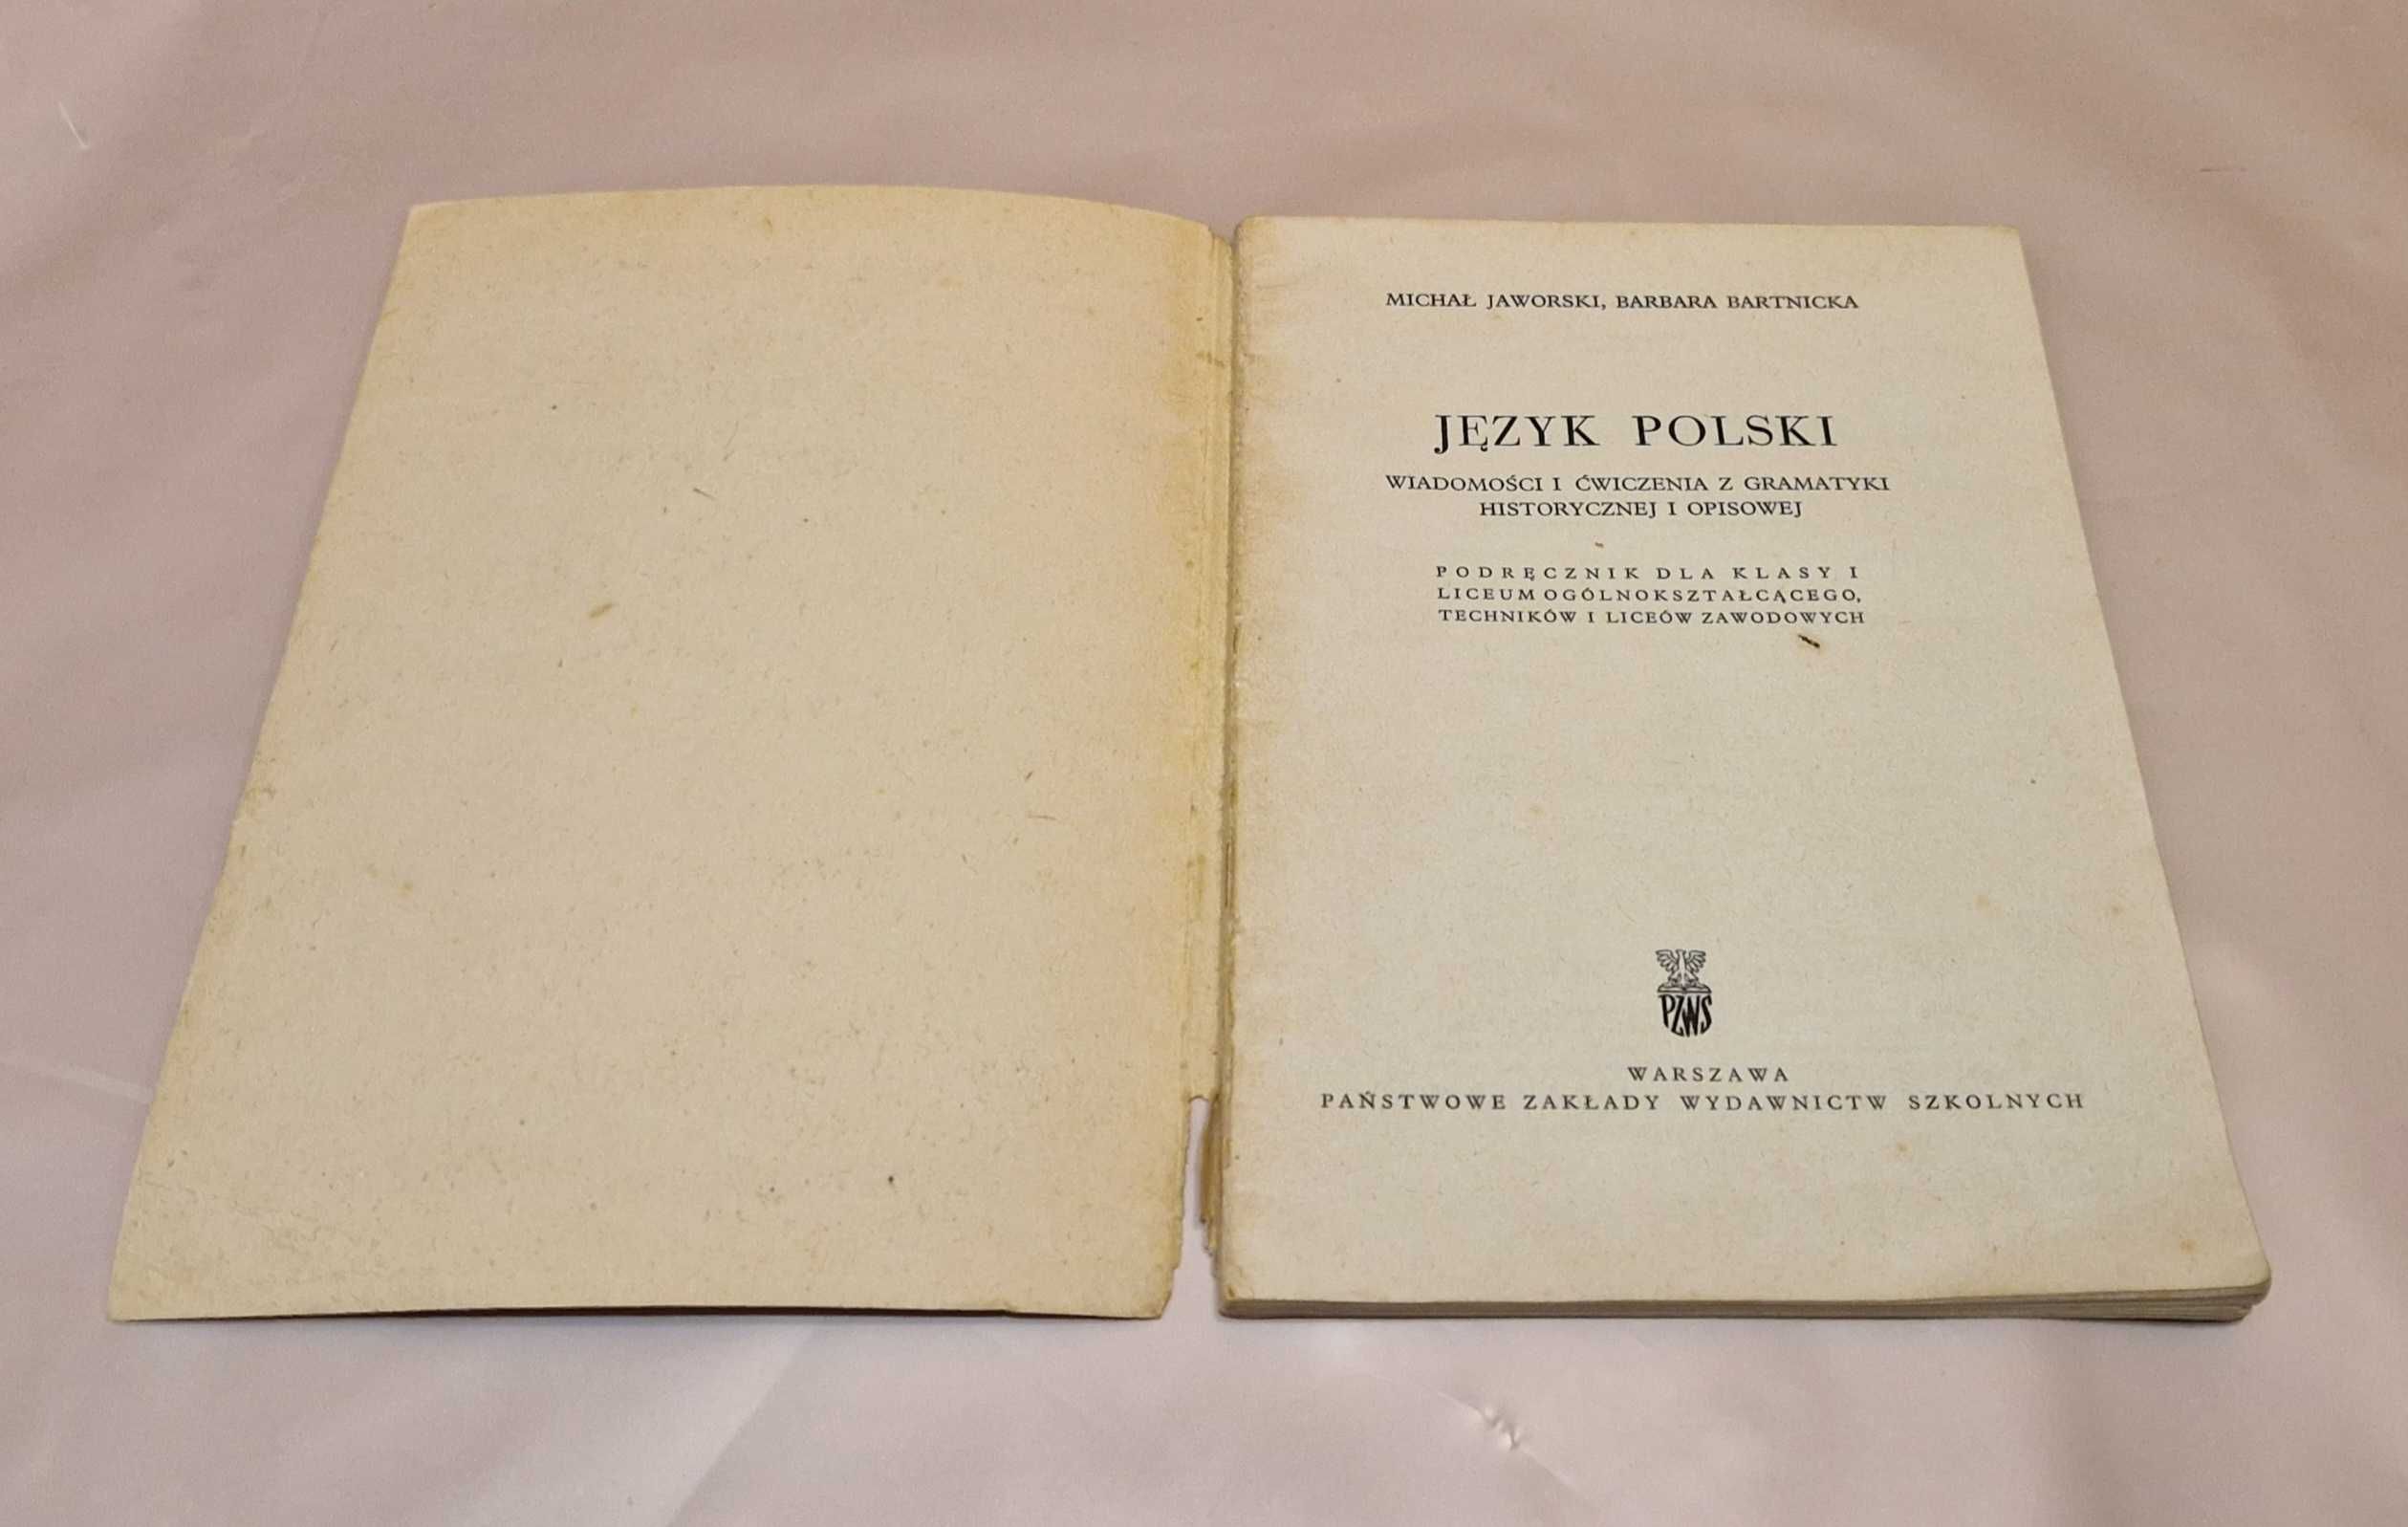 MICHAŁ JAWORSKI, BARBARA BARTNICKA
JĘZYK POLSKI
WIADOMOŚCI I ĆWICZENIA Z GRAMATYKI
HISTORYCZNEJ I OPISOWEJ
PODRĘCZNIK DLA KLASY I
LICEUM OGÓLNOKSZTAŁCĄCEGO,
TECHNIKÓW I LICEÓW ZAWODOWYCH
PZWS
WARSZAWA
PAŃSTWOWE ZAKŁADY WYDAWNICTW SZKOLNYCH